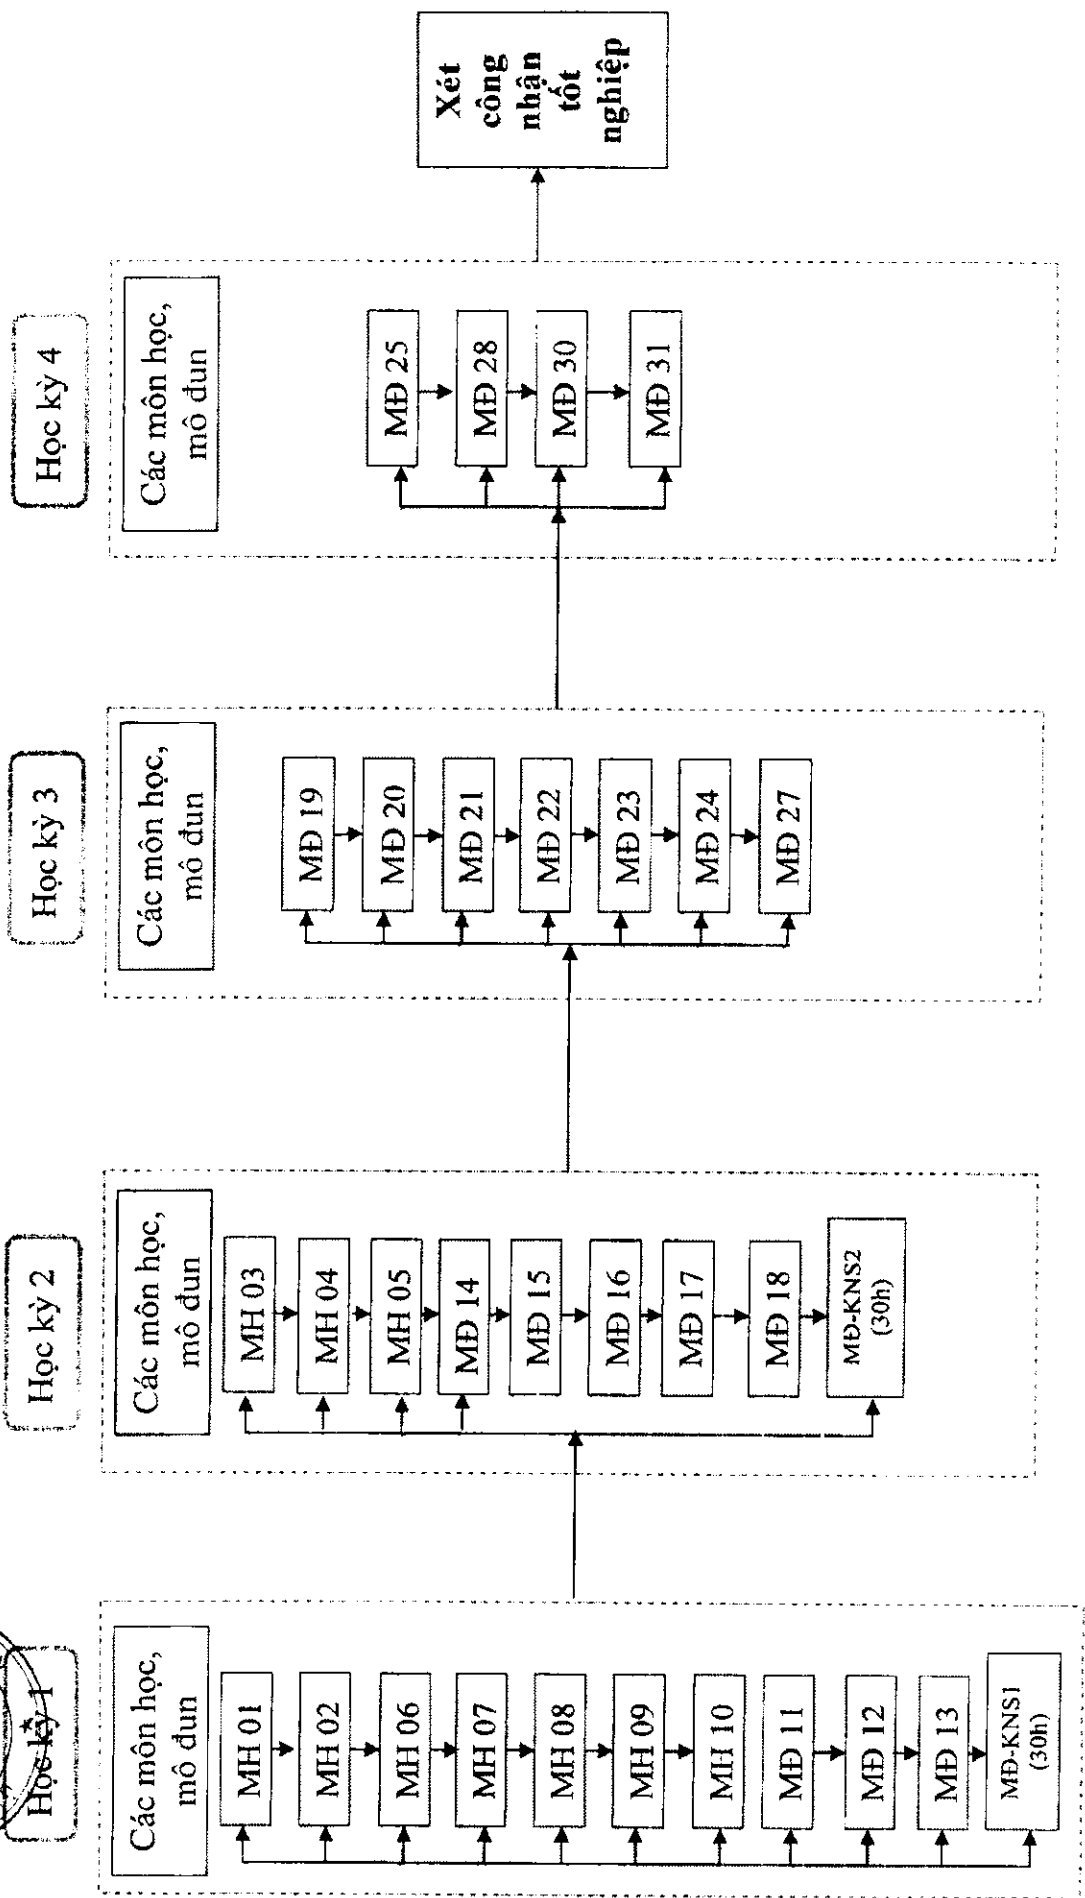 Học kỳ 1
Các môn học,
mô đun
MH 01
MH 02
MH 06
MH 07
MH 08
MH 09
MH 10
MĐ 11
MĐ 12
MĐ 13
MĐ-KNS1
(30h)
Học kỳ 2
Các môn học,
mô đun
MH 03
MH 04
MH 05
MĐ 14
MĐ 15
MĐ 16
MĐ 17
MĐ 18
MĐ-KNS2
(30h)
Học kỳ 3
Các môn học,
mô đun
MĐ 19
MĐ 20
MĐ 21
MĐ 22
MĐ 23
MĐ 24
MĐ 27
Học kỳ 4
Các môn học,
mô đun
MĐ 25
MĐ 28
MĐ 30
MĐ 31
Xét
công
nhận
tốt
nghiệp